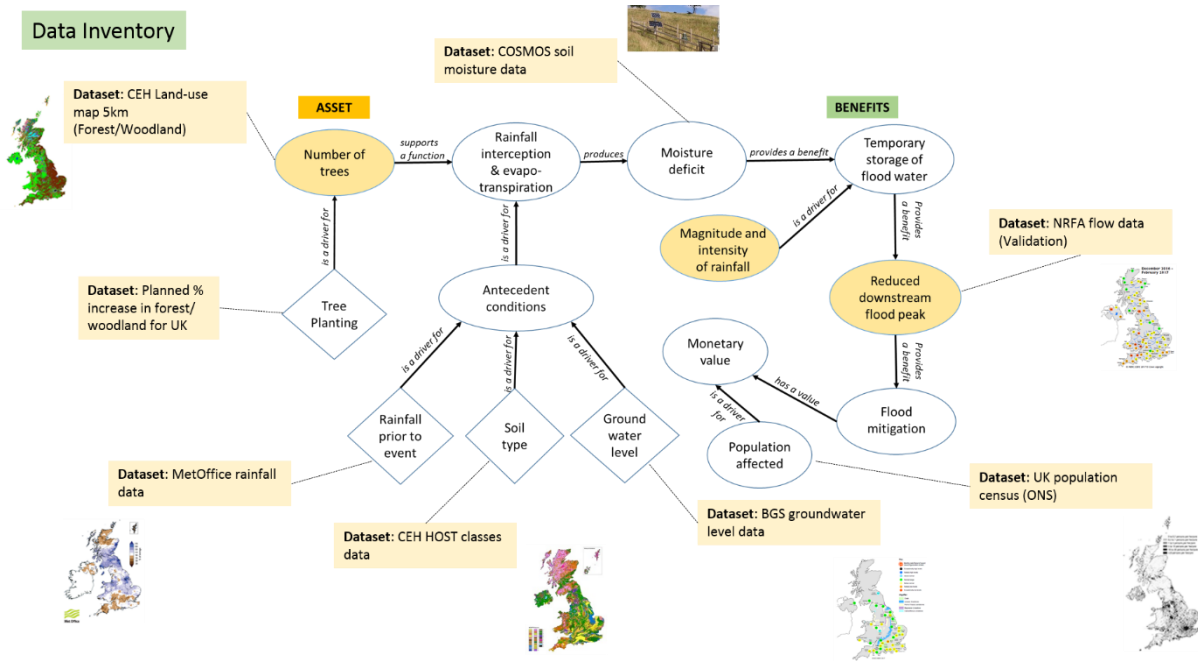 Data Inventory
Dataset: COSMOS soil
moisture data
Dataset: CEH Land-use
map 5km
(Forest/Woodland)
ASSET
BENEFITS
Number of
trees
supports
a function
Rainfall
interception
& evapo-
transpiration
produces
Moisture
deficit
provides a benefit
Temporary
storage of
flood water
is a driver for
is a driver for
is a driver for
Provides
a benefit
Magnitude and
intensity
of rainfall
Dataset: NRFA flow data
(Validation)
Dataset: Planned %
increase in forest/
woodland for UK
Tree
Planting
Antecedent
conditions
Reduced
downstream
flood peak
December 2016 -
February 2017
is a driver for
is a driver for
is a driver for
Monetary
value
Provides
a benefit
has a value
is a driver
for
Rainfall
prior to
event
Soil
type
Ground
water
level
Flood
mitigation
Population
affected
Dataset: MetOffice rainfall
data
Dataset: UK population
census (ONS)
Dataset: CEH HOST classes
data
Dataset: BGS groundwater
level data
Met Office